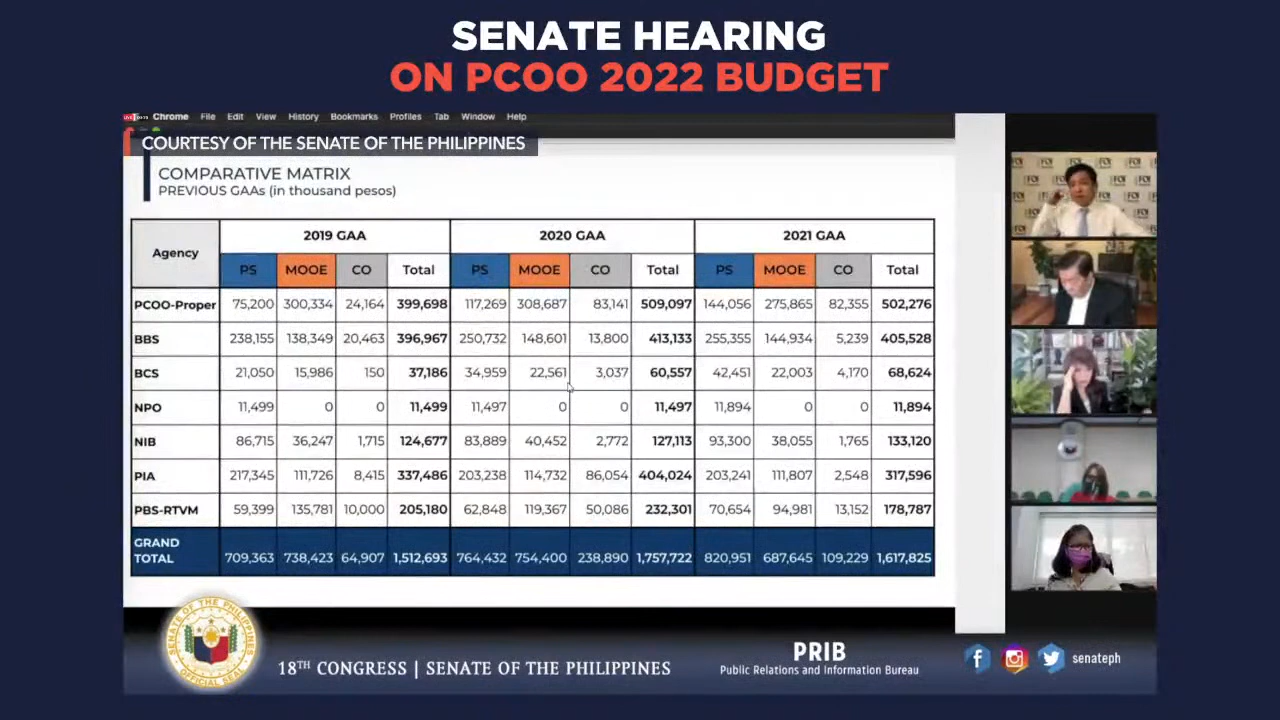 SENATE HEARING
ON PCOO 2022 BUDGET
Chrome File Edit View History Bookmarks Profiles Tab Window Help
COURTESY OF THE SENATE OF THE PHILIPPINES
COMPARATIVE MATRIX
PREVIOUS GAAs (in thousand pesos)
Agency 2019 GAA 2020 GAA 2021 GAA
PS MOOE CO Total PS MOOE CO Total PS MOOE CO Total
PCOO-Proper 75,200 300,334 24,164 399,698 117,269 308,687 83,141 509,097 144,056 275,865 82,355 502,276
BBS 238,155 138,349 20,463 396,967 250,732 148,601 13,800 413,133 255,355 144,934 5,239 405,528
BCS 21,050 15,986 150 37,186 34,959 22,561 3,037 60,557 42,451 22,003 4,170 68,624
NPO 11,499 0 0 11,499 11,497 0 0 11,497 11,894 0 0 11,894
NIB 86,715 36,247 1,715 124,677 83,889 40,452 2,772 127,113 93,300 38,055 1,765 133,120
PIA 217,345 111,726 8,415 337,486 203,238 114,732 86,054 404,024 203,241 111,807 2,548 317,596
PBS-RTVM 59,399 135,781 10,000 205,180 62,848 119,367 50,086 232,301 70,654 94,981 13,152 178,787
GRAND
TOTAL 709,363 738,423 64,907 1,512,693 764,432 754,400 238,890 1,757,722 820,951 687,645 109,229 1,617,825
SENATE OF THE PHILIPPINES
OFFICIAL SEAL
18TH CONGRESS | SENATE OF THE PHILIPPINES
PRIB
Public Relations and Information Bureau
senateph